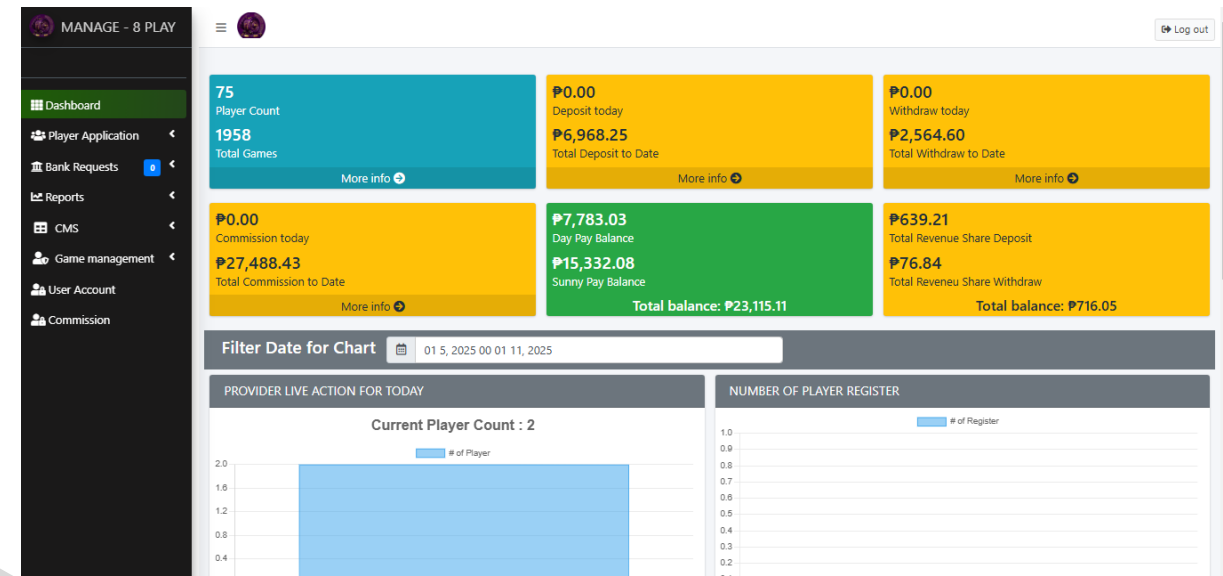 MANAGE - 8 PLAY
Log out
Dashboard
Player Application
Bank Requests 0
Reports
CMS
Game management
User Account
Commission
75
Player Count
1958
Total Games
More info
₱0.00
Deposit today
₱6,968.25
Total Deposit to Date
More info
₱0.00
Withdraw today
₱2,564.60
Total Withdraw to Date
More info
₱0.00
Commission today
₱27,488.43
Total Commission to Date
More info
₱7,783.03
Day Pay Balance
₱15,332.08
Sunny Pay Balance
Total balance: ₱23,115.11
₱639.21
Total Revenue Share Deposit
₱76.84
Total Reveneu Share Withdraw
Total balance: ₱716.05
Filter Date for Chart 01 5, 2025 00 01 11, 2025
PROVIDER LIVE ACTION FOR TODAY
Current Player Count : 2
# of Player
2.0
1.6
1.2
0.8
0.4
NUMBER OF PLAYER REGISTER
# of Register
1.0
0.9
0.8
0.7
0.6
0.5
0.4
0.3
0.2